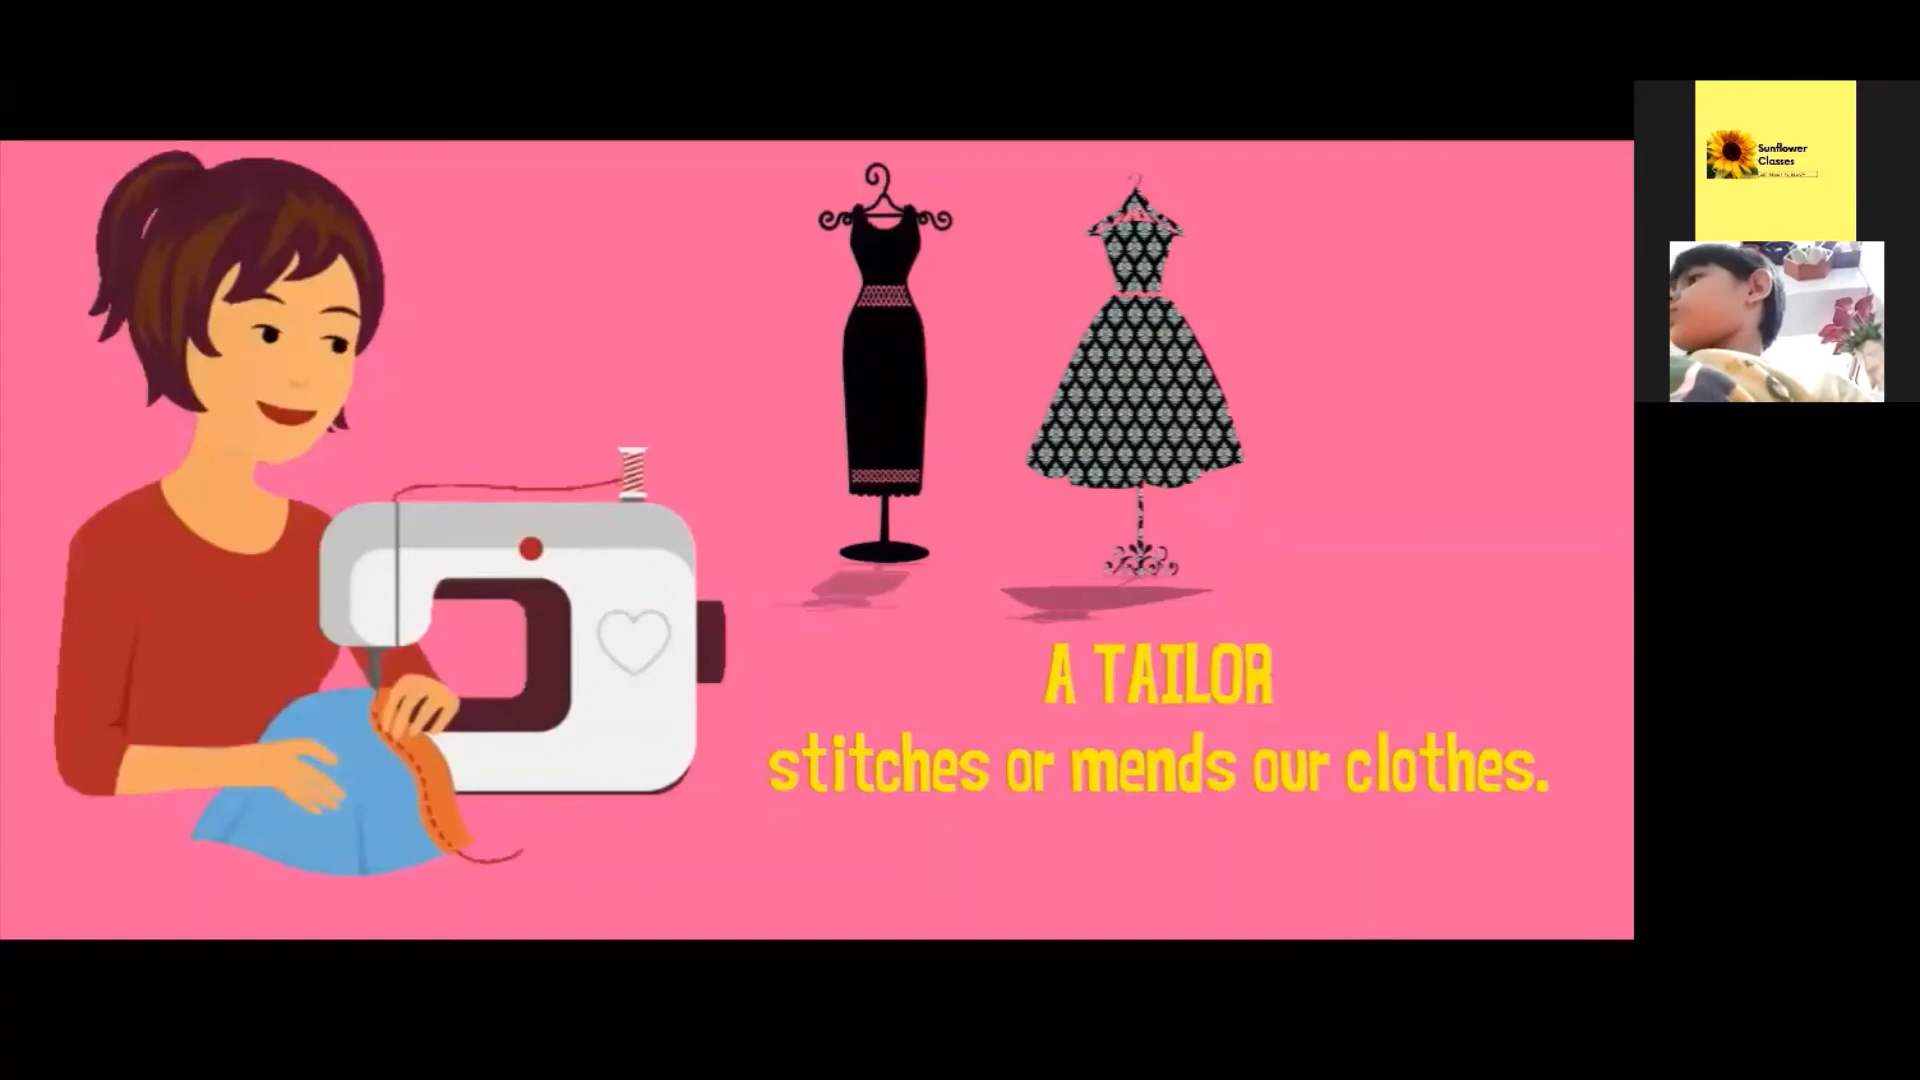 A TAILOR
stitches or mends our clothes.
Sunflower
Classes